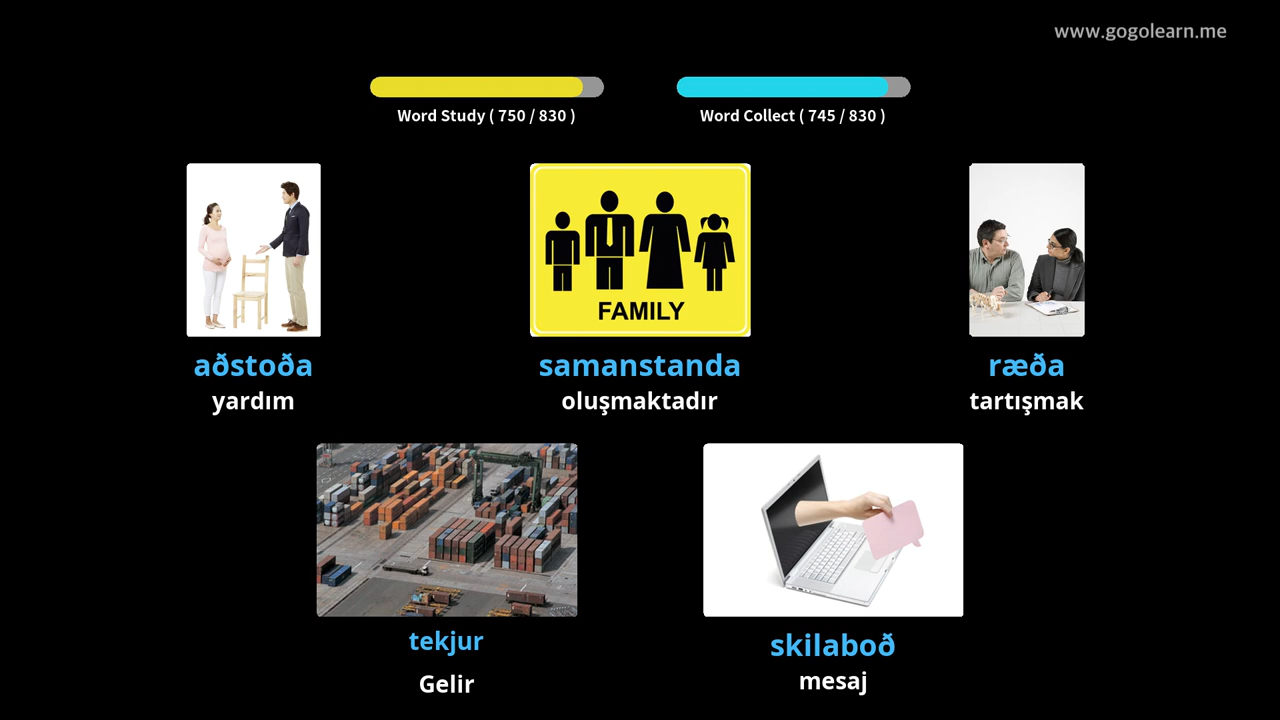 www.gogolearn.me
Word Study ( 750 / 830 )
Word Collect ( 745 / 830 )
FAMILY
aðstoða
yardım
samanstanda
oluşmaktadır
ræða
tartışmak
tekjur
Gelir
skilaboð
mesaj